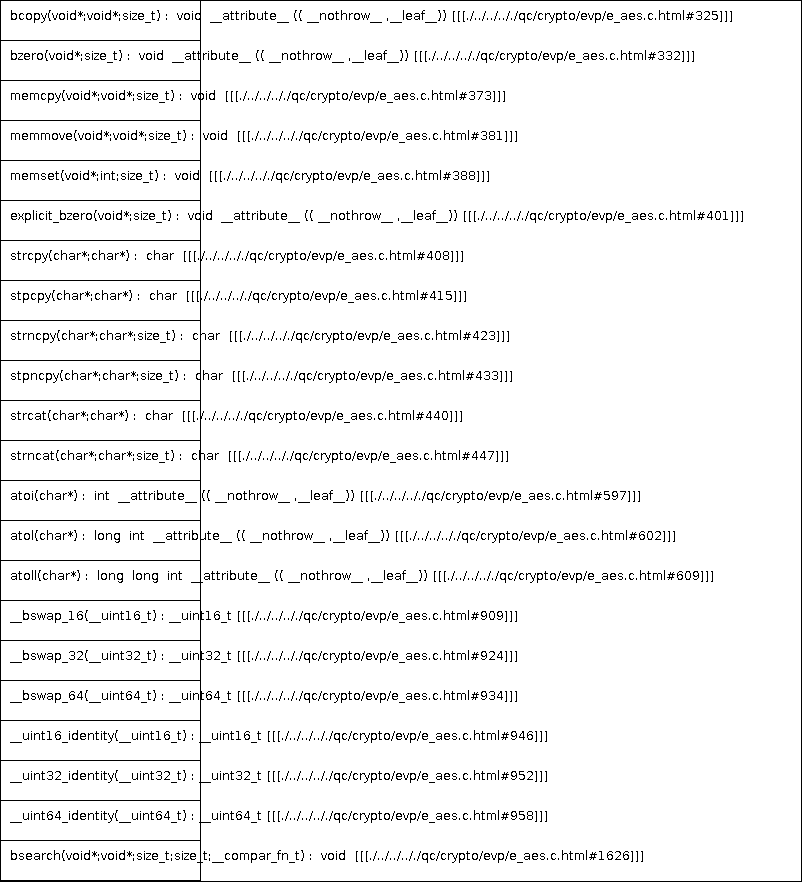 bcopy(void*;void*;size_t) : void __attribute__ (( __nothrow__ ,__leaf__)) [[[./../../../../qc/crypto/evp/e_aes.c.html#325]]]
bzero(void*;size_t) : void __attribute__ (( __nothrow__ ,__leaf__)) [[[./../../../../qc/crypto/evp/e_aes.c.html#332]]]
memcpy(void*;void*;size_t) : void [[[./../../../../qc/crypto/evp/e_aes.c.html#373]]]
memmove(void*;void*;size_t) : void [[[./../../../../qc/crypto/evp/e_aes.c.html#381]]]
memset(void*;int;size_t) : void [[[./../../../../qc/crypto/evp/e_aes.c.html#388]]]
explicit_bzero(void*;size_t) : void __attribute__ (( __nothrow__ ,__leaf__)) [[[./../../../../qc/crypto/evp/e_aes.c.html#401]]]
strcpy(char*;char*) : char [[[./../../../../qc/crypto/evp/e_aes.c.html#408]]]
stpcpy(char*;char*) : char [[[./../../../../qc/crypto/evp/e_aes.c.html#415]]]
strncpy(char*;char*;size_t) : char [[[./../../../../qc/crypto/evp/e_aes.c.html#423]]]
stpncpy(char*;char*;size_t) : char [[[./../../../../qc/crypto/evp/e_aes.c.html#433]]]
strcat(char*;char*) : char [[[./../../../../qc/crypto/evp/e_aes.c.html#440]]]
strncat(char*;char*;size_t) : char [[[./../../../../qc/crypto/evp/e_aes.c.html#447]]]
atoi(char*) : int __attribute__ (( __nothrow__ ,__leaf__)) [[[./../../../../qc/crypto/evp/e_aes.c.html#597]]]
atol(char*) : long int __attribute__ (( __nothrow__ ,__leaf__)) [[[./../../../../qc/crypto/evp/e_aes.c.html#602]]]
atoll(char*) : long long int __attribute__ (( __nothrow__ ,__leaf__)) [[[./../../../../qc/crypto/evp/e_aes.c.html#609]]]
__bswap_16(__uint16_t) : __uint16_t [[[./../../../../qc/crypto/evp/e_aes.c.html#909]]]
__bswap_32(__uint32_t) : __uint32_t [[[./../../../../qc/crypto/evp/e_aes.c.html#924]]]
__bswap_64(__uint64_t) : __uint64_t [[[./../../../../qc/crypto/evp/e_aes.c.html#934]]]
__uint16_identity(__uint16_t) : __uint16_t [[[./../../../../qc/crypto/evp/e_aes.c.html#946]]]
__uint32_identity(__uint32_t) : __uint32_t [[[./../../../../qc/crypto/evp/e_aes.c.html#952]]]
__uint64_identity(__uint64_t) : __uint64_t [[[./../../../../qc/crypto/evp/e_aes.c.html#958]]]
bsearch(void*;void*;size_t;size_t;__compar_fn_t) : void [[[./../../../../qc/crypto/evp/e_aes.c.html#1626]]]